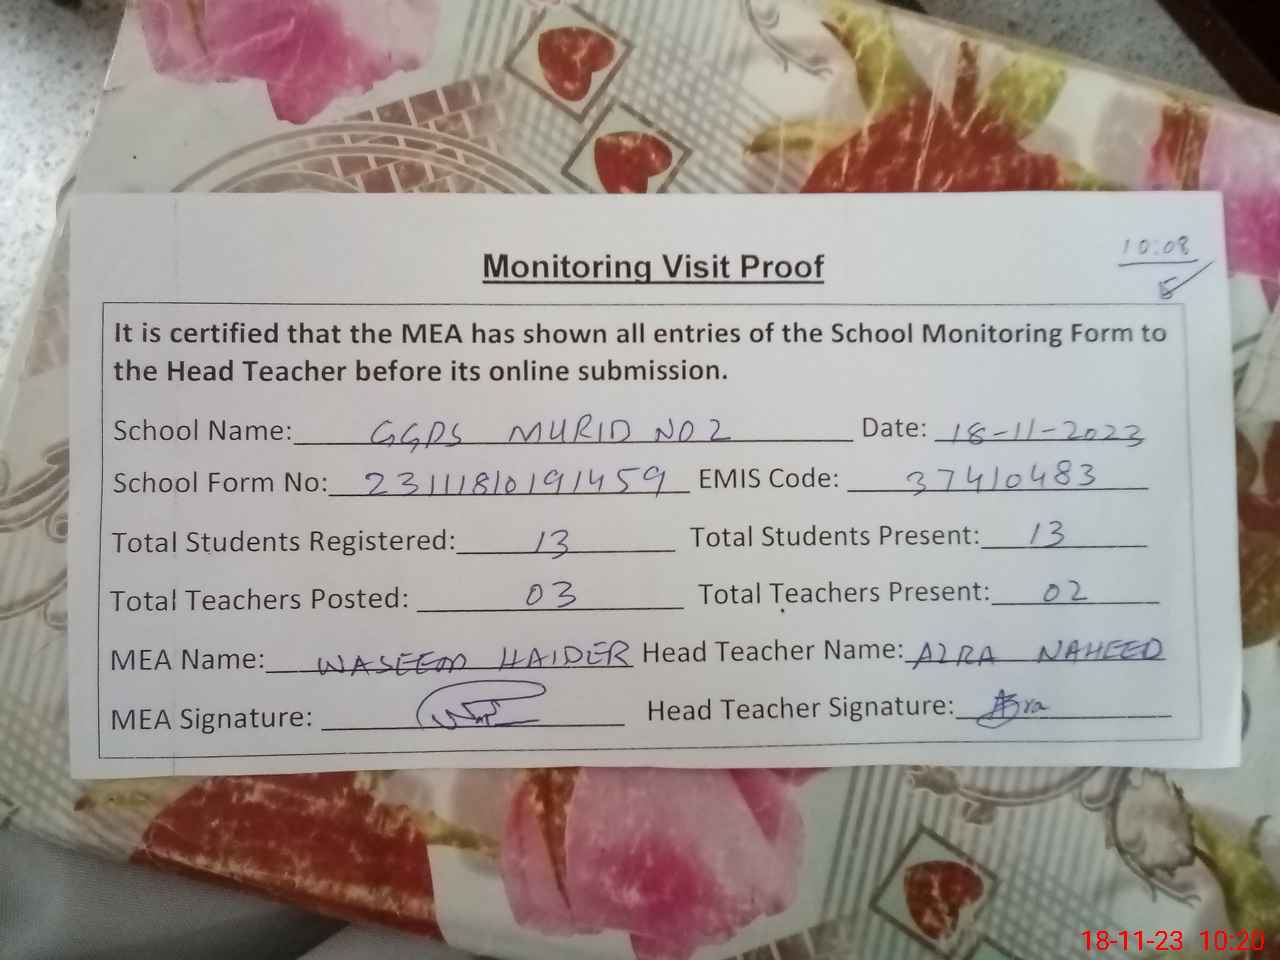 10:08
Monitoring Visit Proof
It is certified that the MEA has shown all entries of the School Monitoring Form to
the Head Teacher before its online submission.
School Name: GGPS MURID NO 2 Date: 18-11-2023
School Form No: 23111810191459 EMIS Code: 37410483
Total Students Registered: 13 Total Students Present: 13
Total Teachers Posted: 03 Total Teachers Present: 02
MEA Name: WASEEM HAIDER Head Teacher Name: AZRA NAHEED
MEA Signature: Head Teacher Signature: Azra
18-11-23 10:20